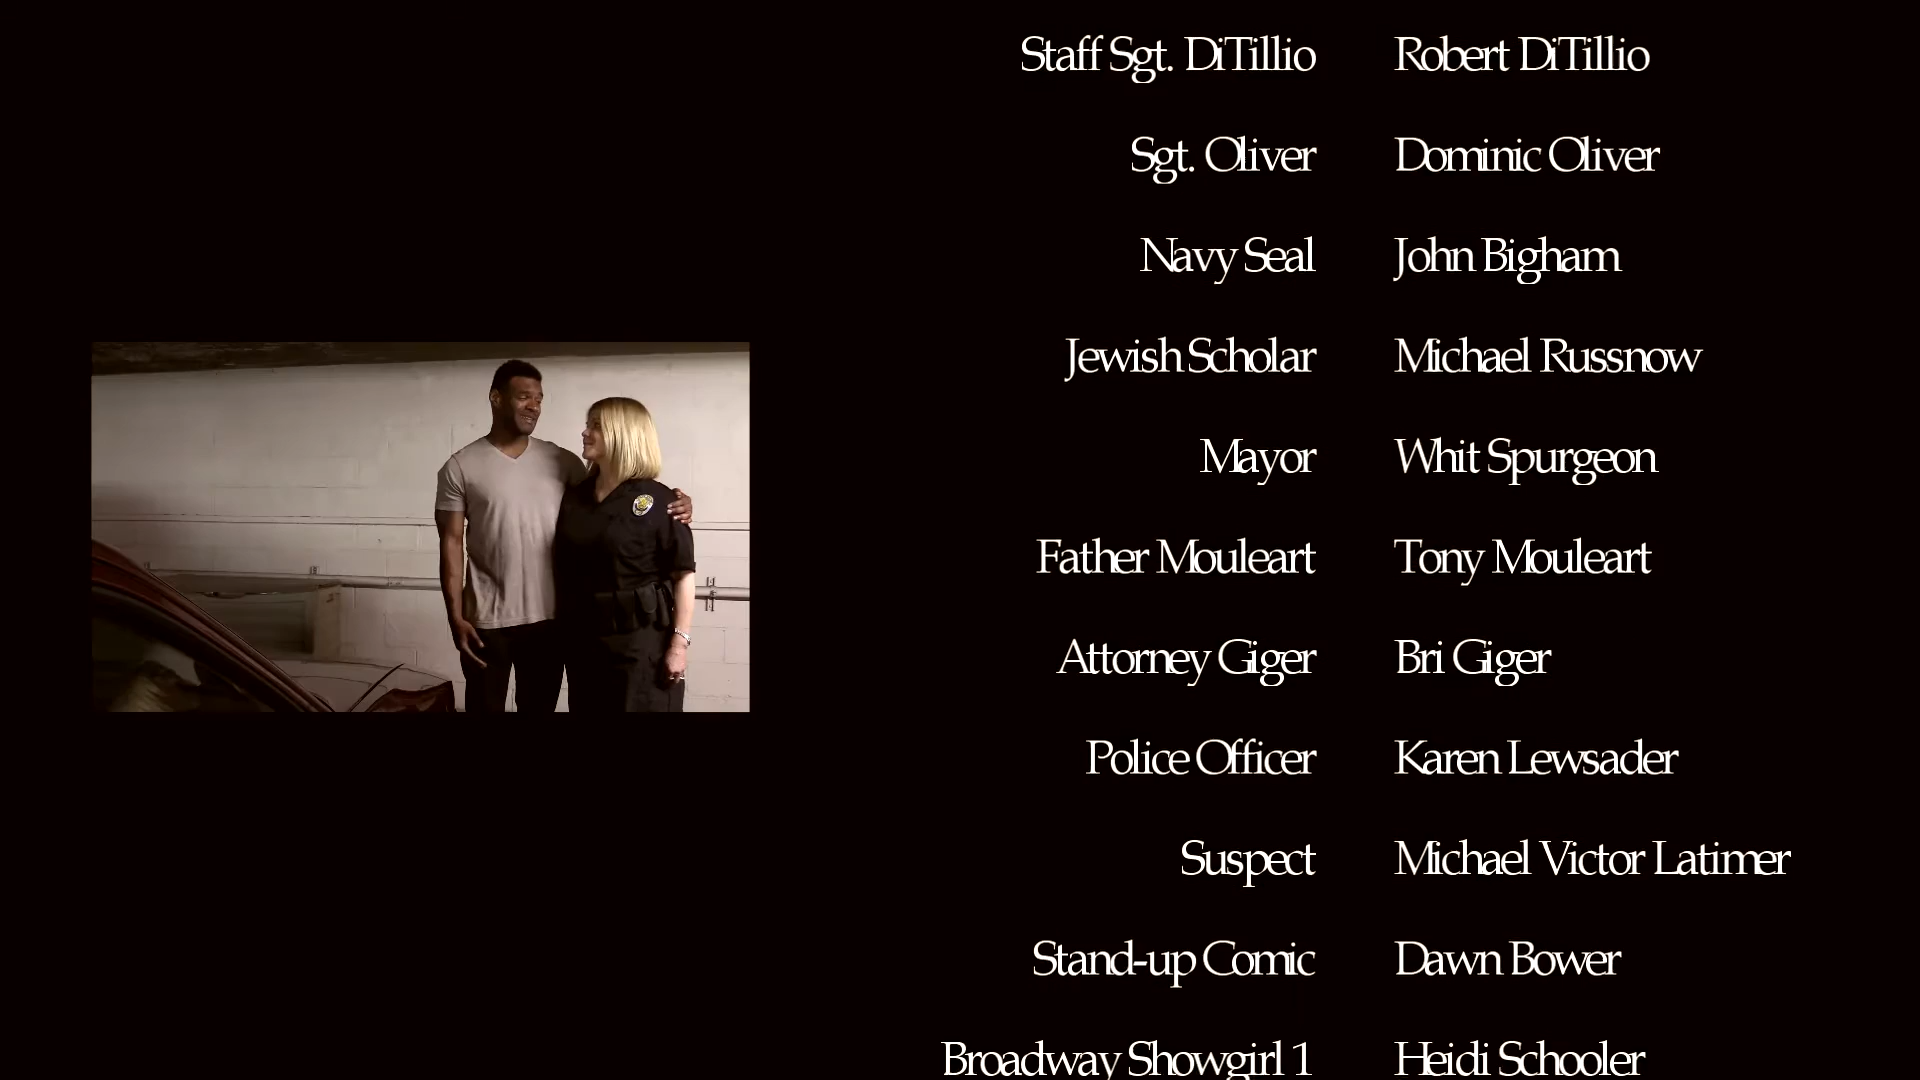 Staff Sgt. DiTillio Robert DiTillio
Sgt. Oliver Dominic Oliver
Navy Seal John Bigham
Jewish Scholar Michael Russnow
Mayor Whit Spurgeon
Father Mouleart Tony Mouleart
Attorney Giger Bri Giger
Police Officer Karen Lewsader
Suspect Michael Victor Latimer
Stand-up Comic Dawn Bower
Broadway Showgirl 1 Heidi Schooler